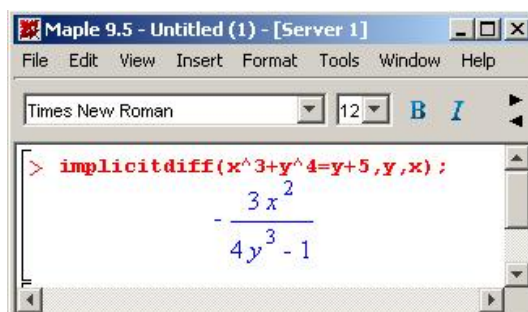 Maple 9.5 - Untitled (1) - [Server 1]
File Edit View Insert Format Tools Window Help
Times New Roman 12 B I
> implicitdiff(x^3+y^4=y+5,y,x);
- 3 x^2
4 y^3 - 1